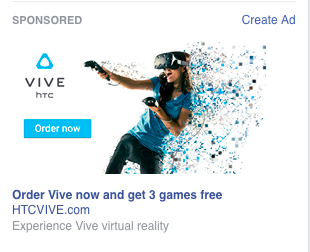 SPONSORED Create Ad
VIVE
htc
Order now
Order Vive now and get 3 games free
HTCVIVE.com
Experience Vive virtual reality